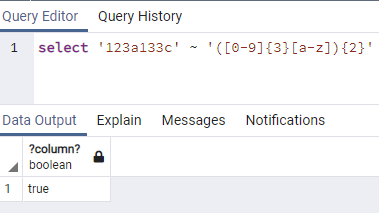 Query Editor Query History
1 select '123a133c' ~ '([0-9]{3}[a-z]){2}'
Data Output Explain Messages Notifications
?column?
boolean
1 true